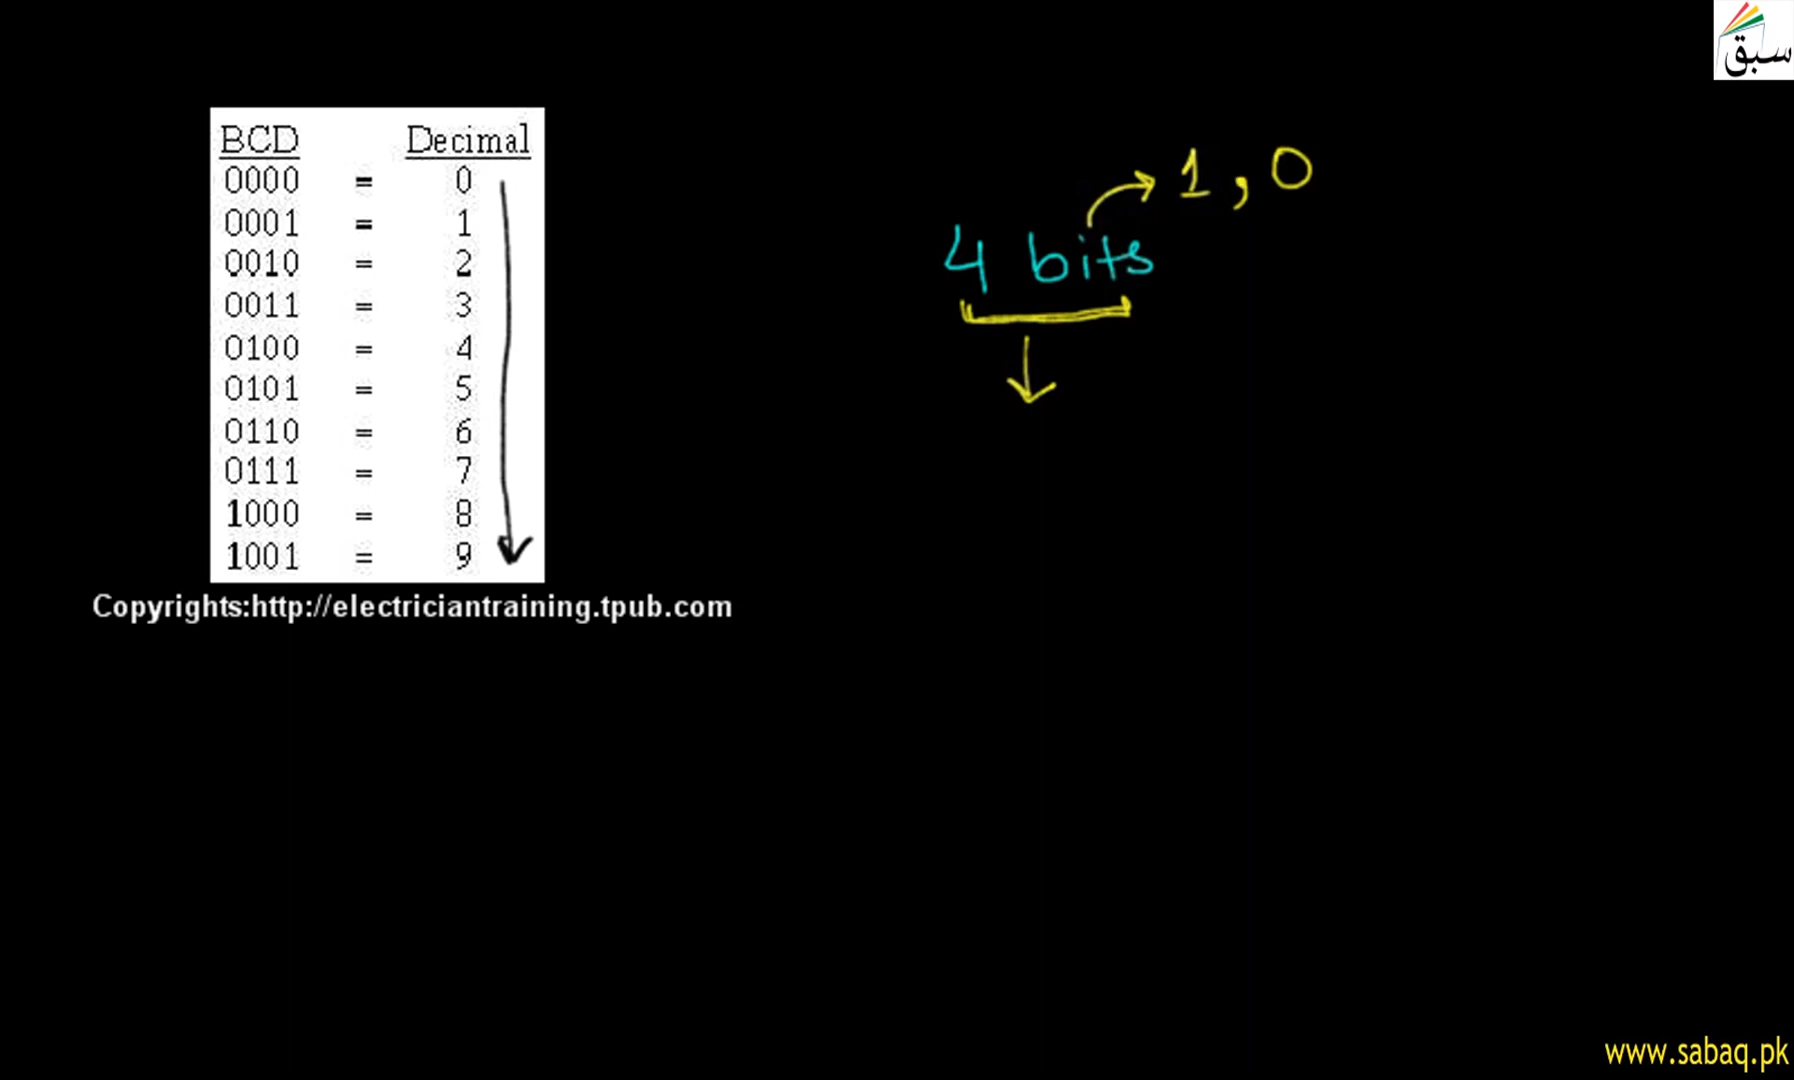 سبق
BCD Decimal
0000 = 0
0001 = 1
0010 = 2
0011 = 3
0100 = 4
0101 = 5
0110 = 6
0111 = 7
1000 = 8
1001 = 9
Copyrights:http://electriciantraining.tpub.com
1, 0
4 bits
www.sabaq.pk